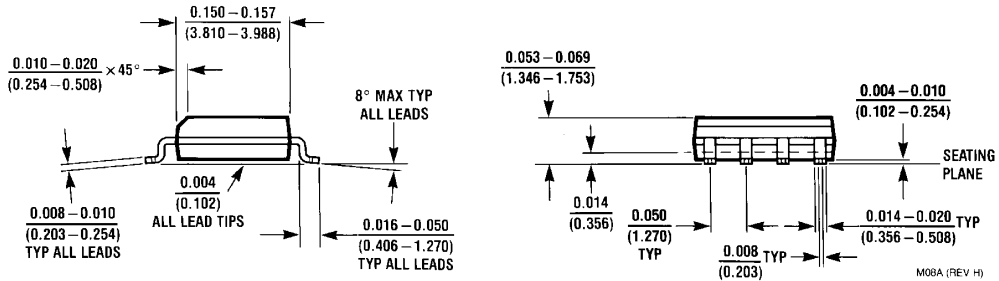 0.150 – 0.157
(3.810 – 3.988)
0.010 – 0.020
(0.254 – 0.508)
×45°
8° MAX TYP
ALL LEADS
0.004
(0.102)
ALL LEAD TIPS
0.008 – 0.010
(0.203 – 0.254)
TYP ALL LEADS
0.016 – 0.050
(0.406 – 1.270)
TYP ALL LEADS
0.053 – 0.069
(1.346 – 1.753)
0.004 – 0.010
(0.102 – 0.254)
SEATING
PLANE
0.014
(0.356)
0.050
(1.270)
TYP
0.014 – 0.020
(0.356 – 0.508)
TYP
0.008
(0.203)
TYP
M08A (REV H)